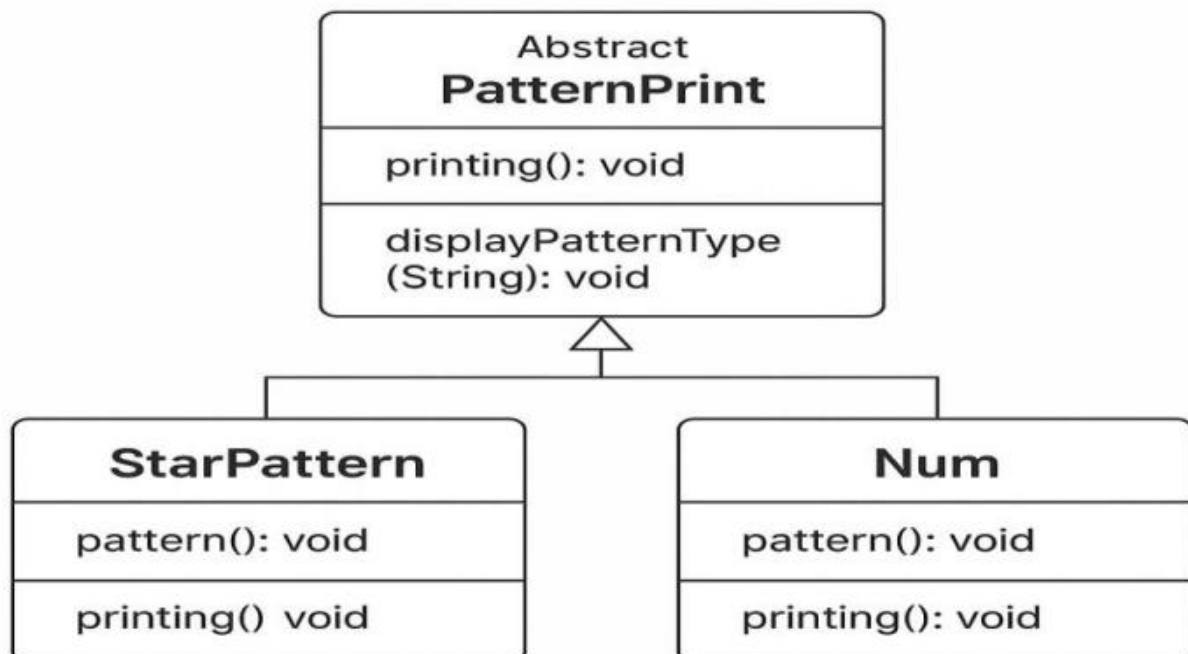 Abstract
PatternPrint
printing(): void
displayPatternType
(String): void
StarPattern
pattern(): void
printing() void
Num
pattern(): void
printing(): void